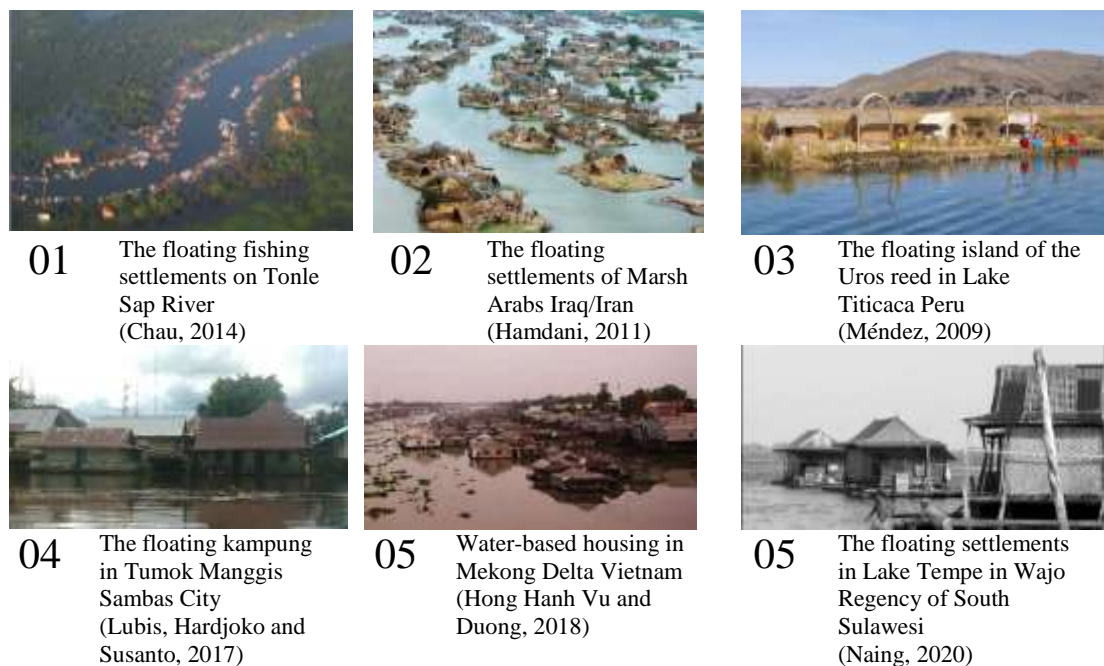 01
The floating fishing
settlements on Tonle
Sap River
(Chau, 2014)
02
The floating
settlements of Marsh
Arabs Iraq/Iran
(Hamdani, 2011)
03
The floating island of the
Uros reed in Lake
Titicaca Peru
(Méndez, 2009)
04
The floating kampung
in Tumok Manggis
Sambas City
(Lubis, Hardjoko and
Susanto, 2017)
05
Water-based housing in
Mekong Delta Vietnam
(Hong Hanh Vu and
Duong, 2018)
05
The floating settlements
in Lake Tempe in Wajo
Regency of South
Sulawesi
(Naing, 2020)